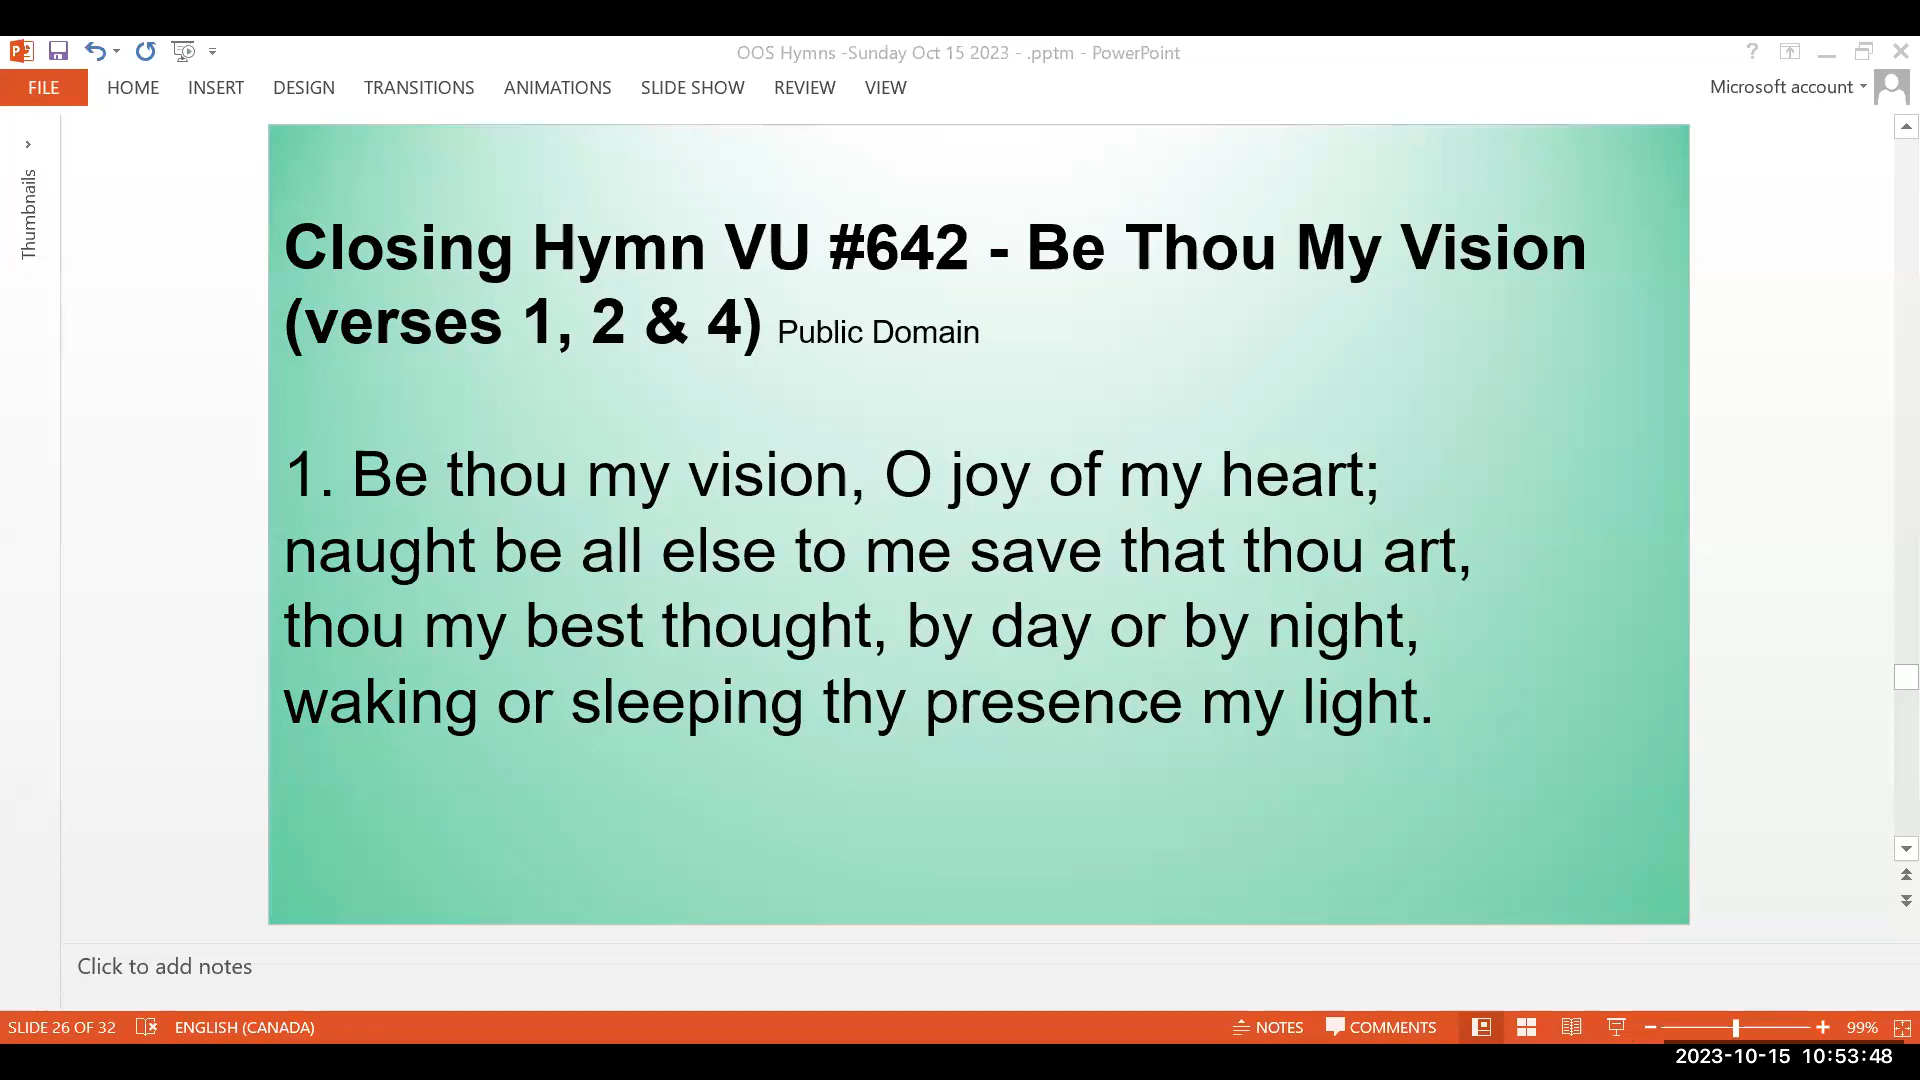 OOS Hymns -Sunday Oct 15 2023 - .pptm - PowerPoint
FILE HOME INSERT DESIGN TRANSITIONS ANIMATIONS SLIDE SHOW REVIEW VIEW
Microsoft account
Thumbnails
Closing Hymn VU #642 - Be Thou My Vision
(verses 1, 2 & 4) Public Domain
1. Be thou my vision, O joy of my heart;
naught be all else to me save that thou art,
thou my best thought, by day or by night,
waking or sleeping thy presence my light.
Click to add notes
SLIDE 26 OF 32 ENGLISH (CANADA) NOTES COMMENTS 99%
2023-10-15 10:53:48